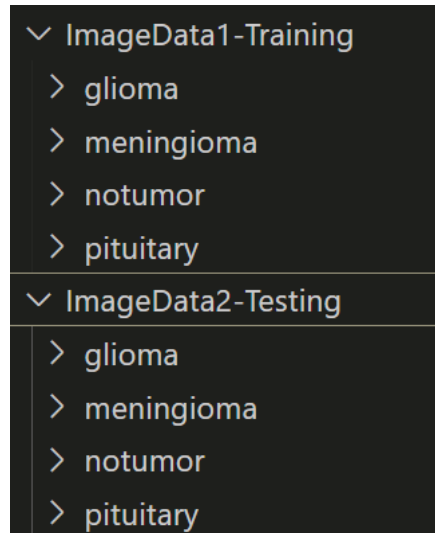 ImageData1-Training
glioma
meningioma
notumor
pituitary
ImageData2-Testing
glioma
meningioma
notumor
pituitary